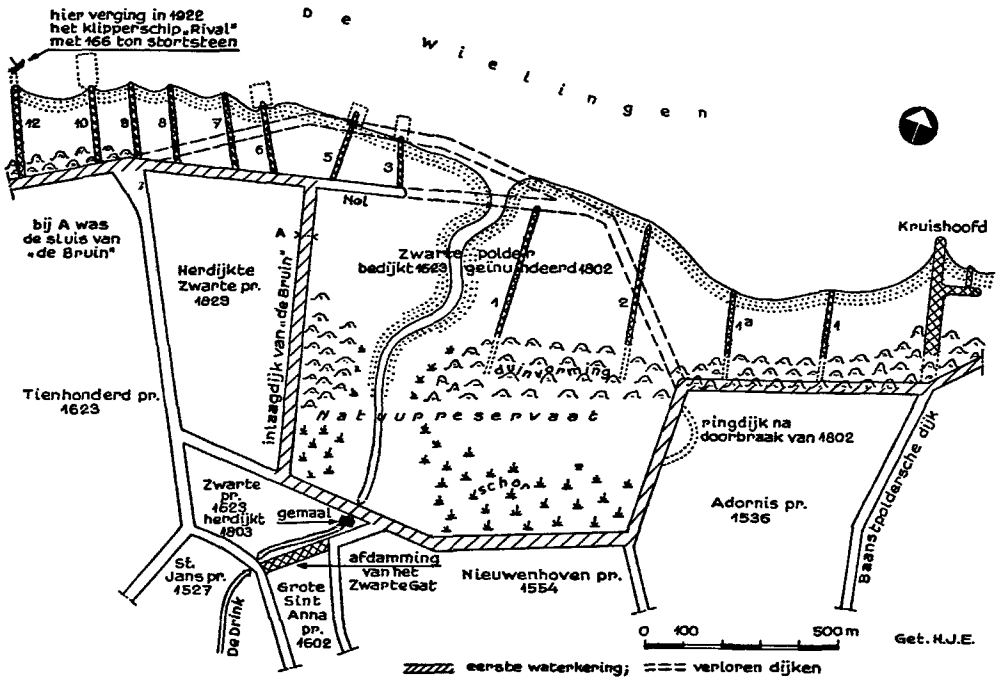 De Wielingen
hier verging in 1922
het klipperschip „Rival"
met 166 ton stortsteen
12
10
9
8
7
6
5
3
Nol
bij A was
de sluis van
„de Bruin"
A
Herdijkte
Zwarte pr.
1829
inlaagdijk van „de Bruin"
Zwarte polder
bedijkt 1623 geinundeerd 1802
1
2
1a
1
Kruishoofd
duinvorming
Natuurreservaat
schor
Tienhonderd pr.
1623
ringdijk na
doorbraak van 1802
Adornis pr.
1536
Baanstpoldersche dijk
Zwarte
pr.
1623
herdijkt
1803
gemaal
afdamming
van het
Zwarte Gat
St.
Jans pr.
1527
De Drink
Grote
Sint
Anna
pr.
1602
Nieuwenhoven pr.
1554
0 100 500 m
Get. H.J.E.
eerste waterkering; verloren dijken